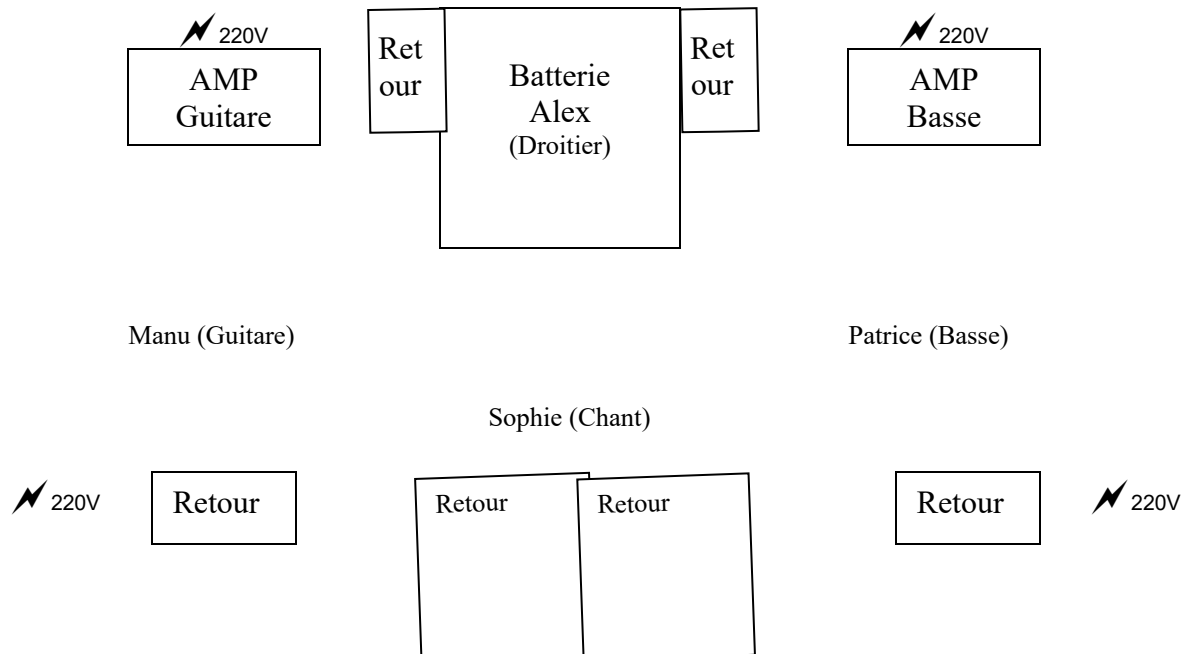 220V
AMP
Guitare
Ret
our
Batterie
Alex
(Droitier)
Ret
our
220V
AMP
Basse
Manu (Guitare)
Patrice (Basse)
Sophie (Chant)
220V
Retour
Retour
Retour
Retour
220V